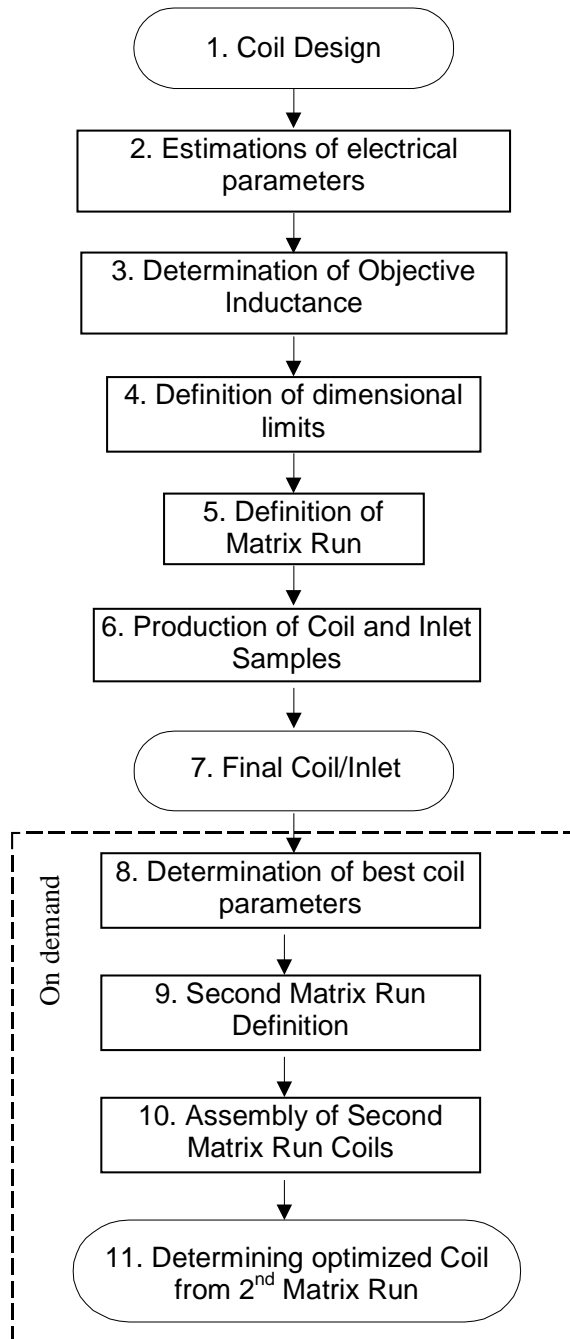 1. Coil Design
2. Estimations of electrical
parameters
3. Determination of Objective
Inductance
4. Definition of dimensional
limits
5. Definition of
Matrix Run
6. Production of Coil and Inlet
Samples
7. Final Coil/Inlet
On demand
8. Determination of best coil
parameters
9. Second Matrix Run
Definition
10. Assembly of Second
Matrix Run Coils
11. Determining optimized Coil
from 2nd Matrix Run